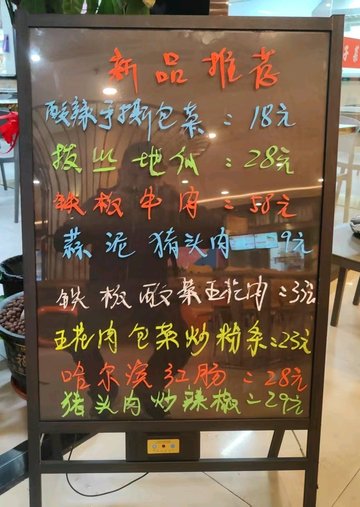 新品推荐
酸辣手撕包菜：18元
拔丝地瓜：28元
铁板牛肉：58元
蒜泥猪头肉：29元
铁板酸菜五花肉：3元
五花肉包菜炒粉条：23元
哈尔滨红肠：28元
猪头肉炒辣椒：29元